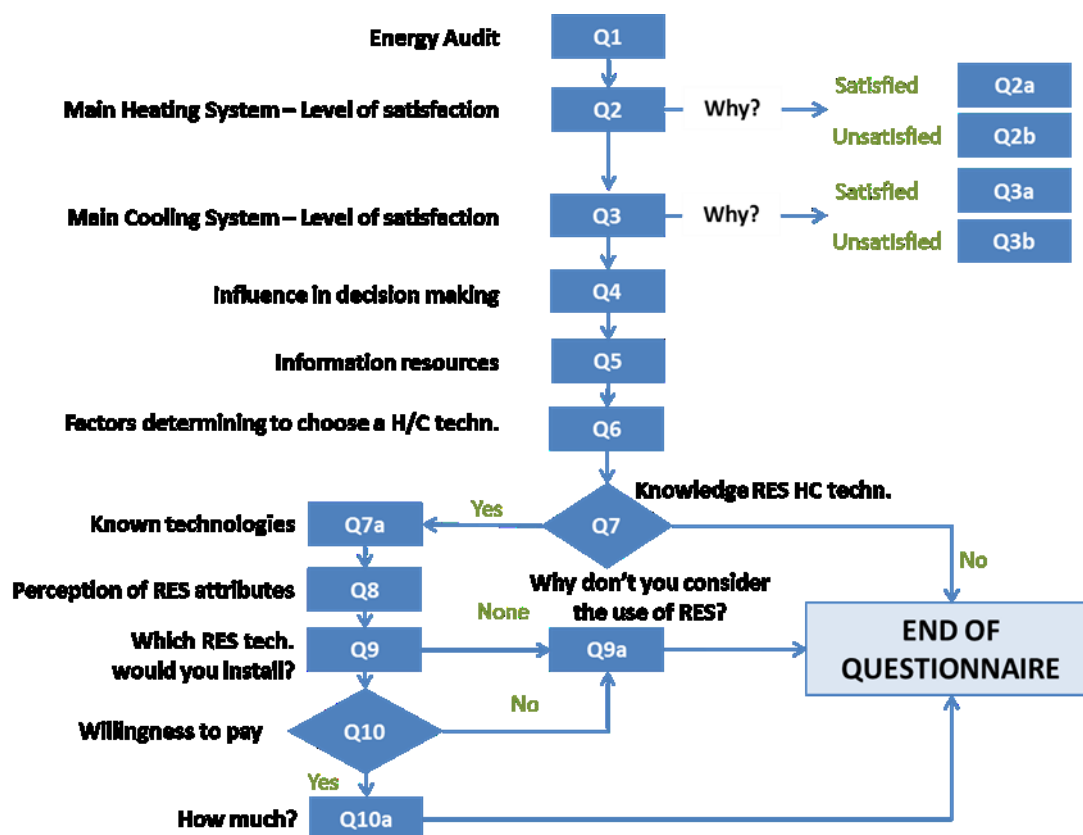 Energy Audit
Q1
Main Heating System – Level of satisfaction
Q2
Why?
Satisfied
Q2a
Unsatisfied
Q2b
Main Cooling System – Level of satisfaction
Q3
Why?
Satisfied
Q3a
Unsatisfied
Q3b
Influence in decision making
Q4
Information resources
Q5
Factors determining to choose a H/C techn.
Q6
Knowledge RES HC techn.
Q7
Yes
No
Known technologies
Q7a
Perception of RES attributes
Q8
Why don't you consider
the use of RES?
Which RES tech.
would you install?
Q9
None
Q9a
END OF
QUESTIONNAIRE
Willingness to pay
Q10
No
Yes
How much?
Q10a